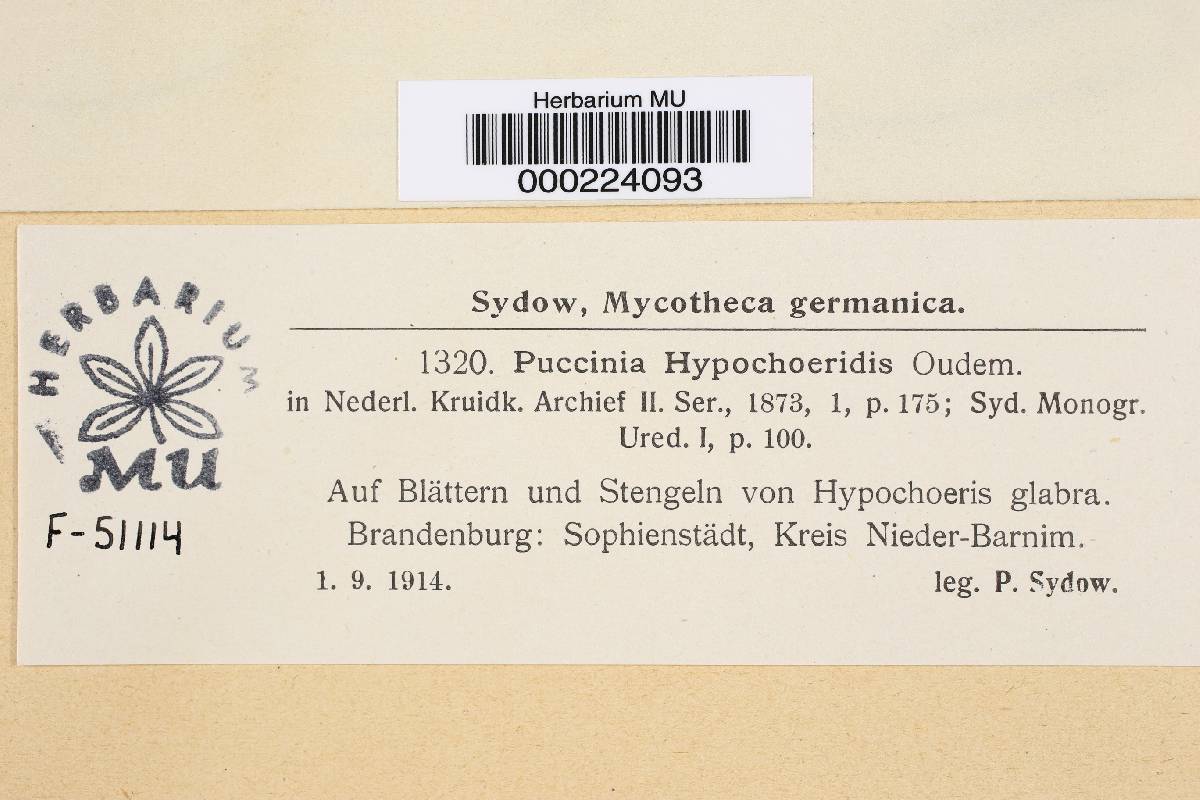 Herbarium MU
000224093
Sydow, Mycotheca germanica.
1320. Puccinia Hypochoeridis Oudem.
in Nederl. Kruidk. Archief II. Ser., 1873, 1, p. 175; Syd. Monogr.
Ured. I, p. 100.
Auf Blättern und Stengeln von Hypochoeris glabra.
Brandenburg: Sophienstädt, Kreis Nieder-Barnim.
1. 9. 1914. leg. P. Sydow.
HERBARIUM
MU
F-51114